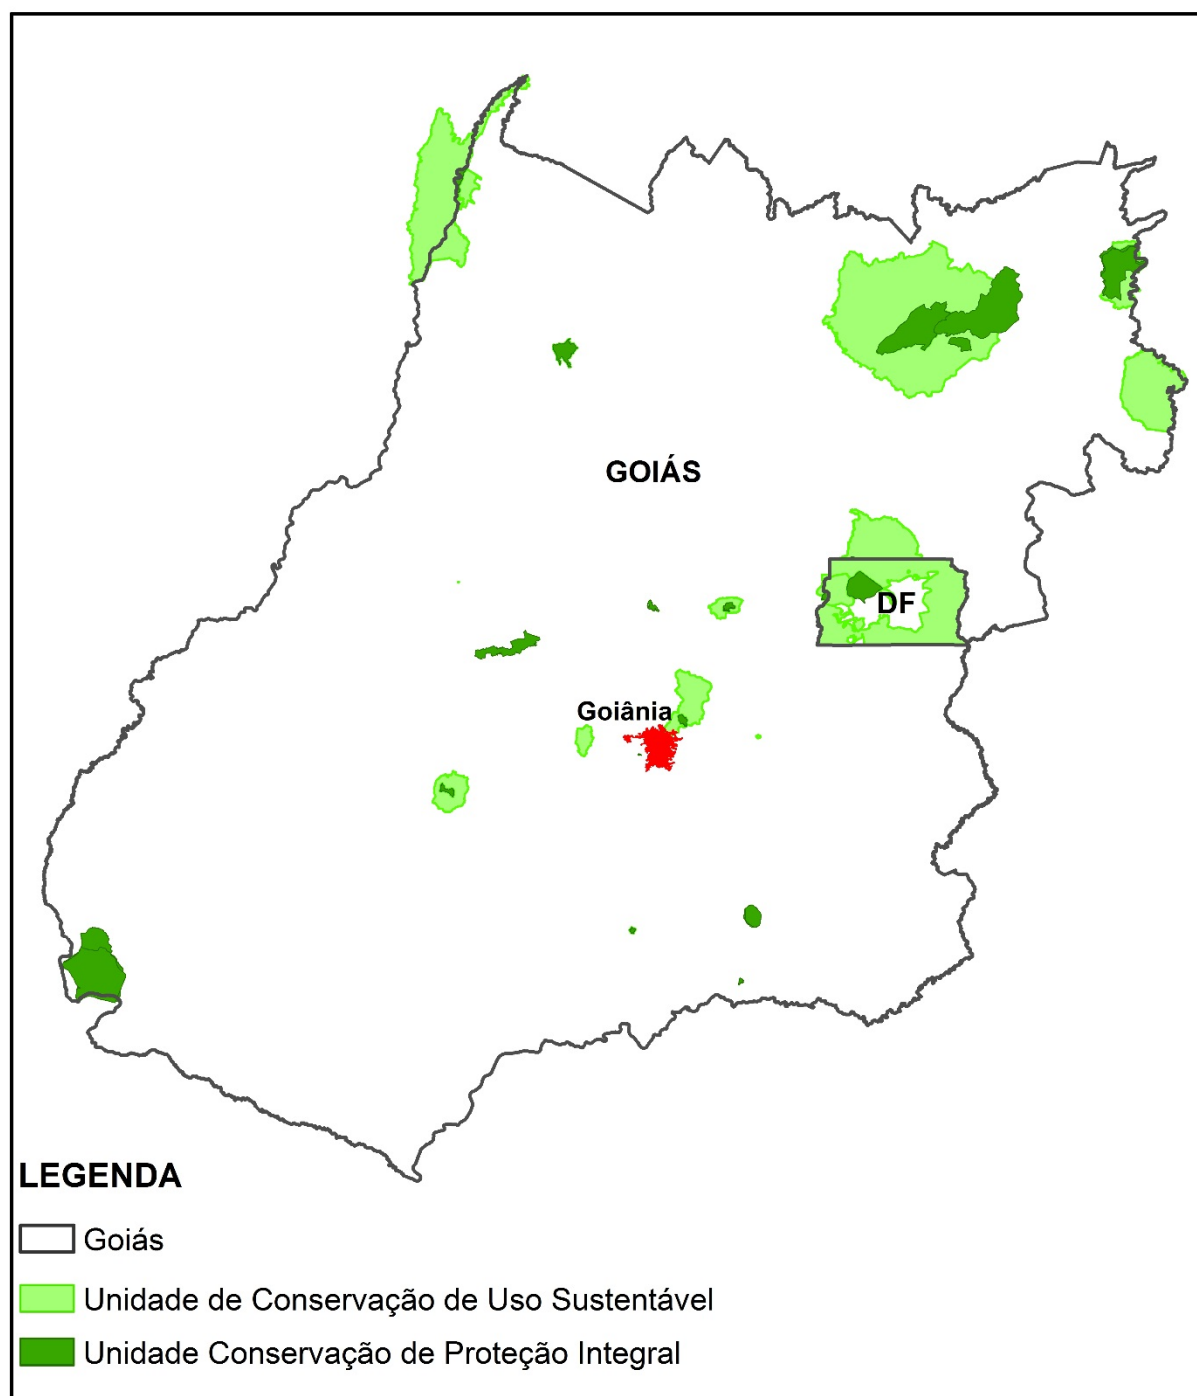 GOIÁS
DF
Goiânia
LEGENDA
Goiás
Unidade de Conservação de Uso Sustentável
Unidade Conservação de Proteção Integral